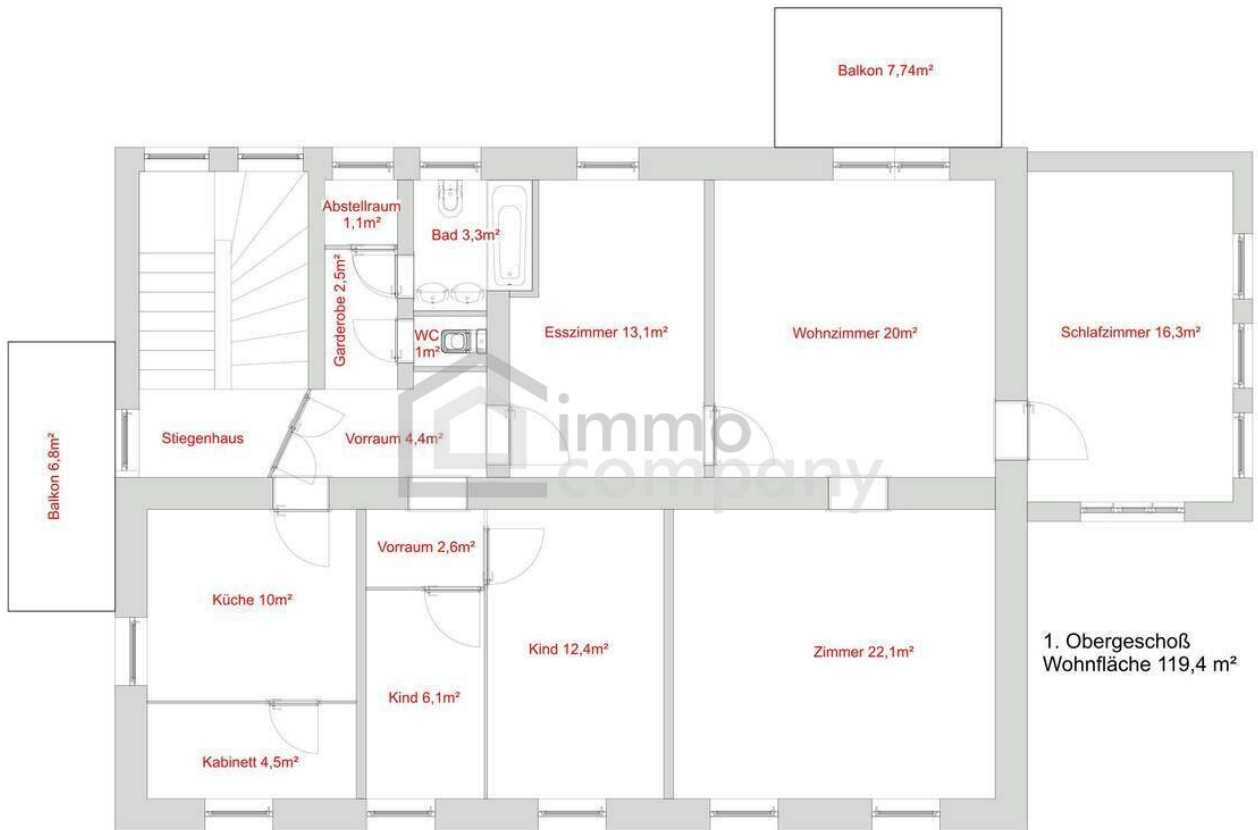 Balkon 7,74m²
Abstellraum
1,1m²
Bad 3,3m²
Garderobe 2,5m²
WC
1m²
Esszimmer 13,1m²
Wohnzimmer 20m²
Schlafzimmer 16,3m²
Balkon 6,8m²
Stiegenhaus
Vorraum 4,4m²
immo
company
Vorraum 2,6m²
Küche 10m²
Kind 12,4m²
Zimmer 22,1m²
Kind 6,1m²
Kabinett 4,5m²
1. Obergeschoß
Wohnfläche 119,4 m²